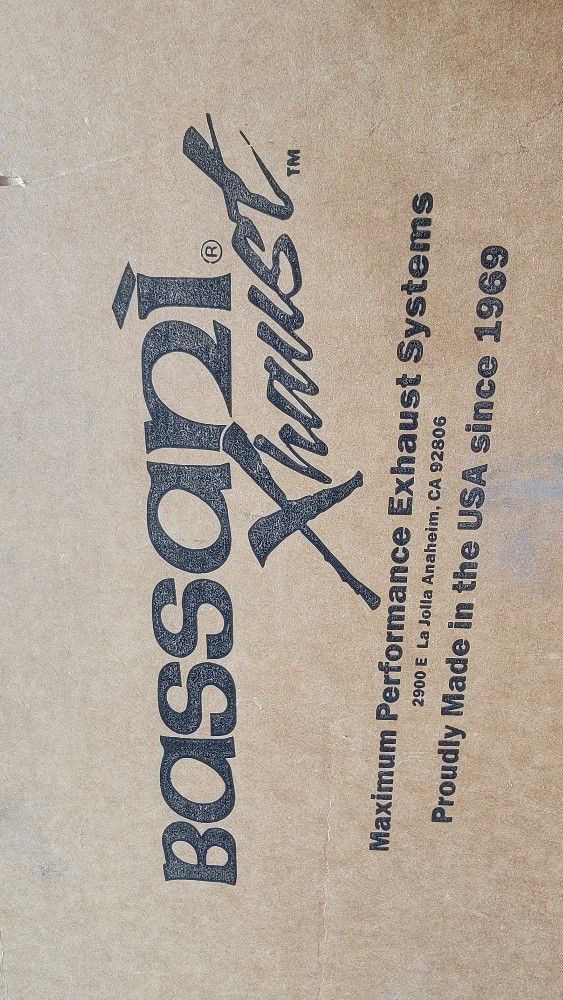 Bassani®
Xhaust™
Maximum Performance Exhaust Systems
2900 E La Jolla Anaheim, CA 92806
Proudly Made in the USA since 1969